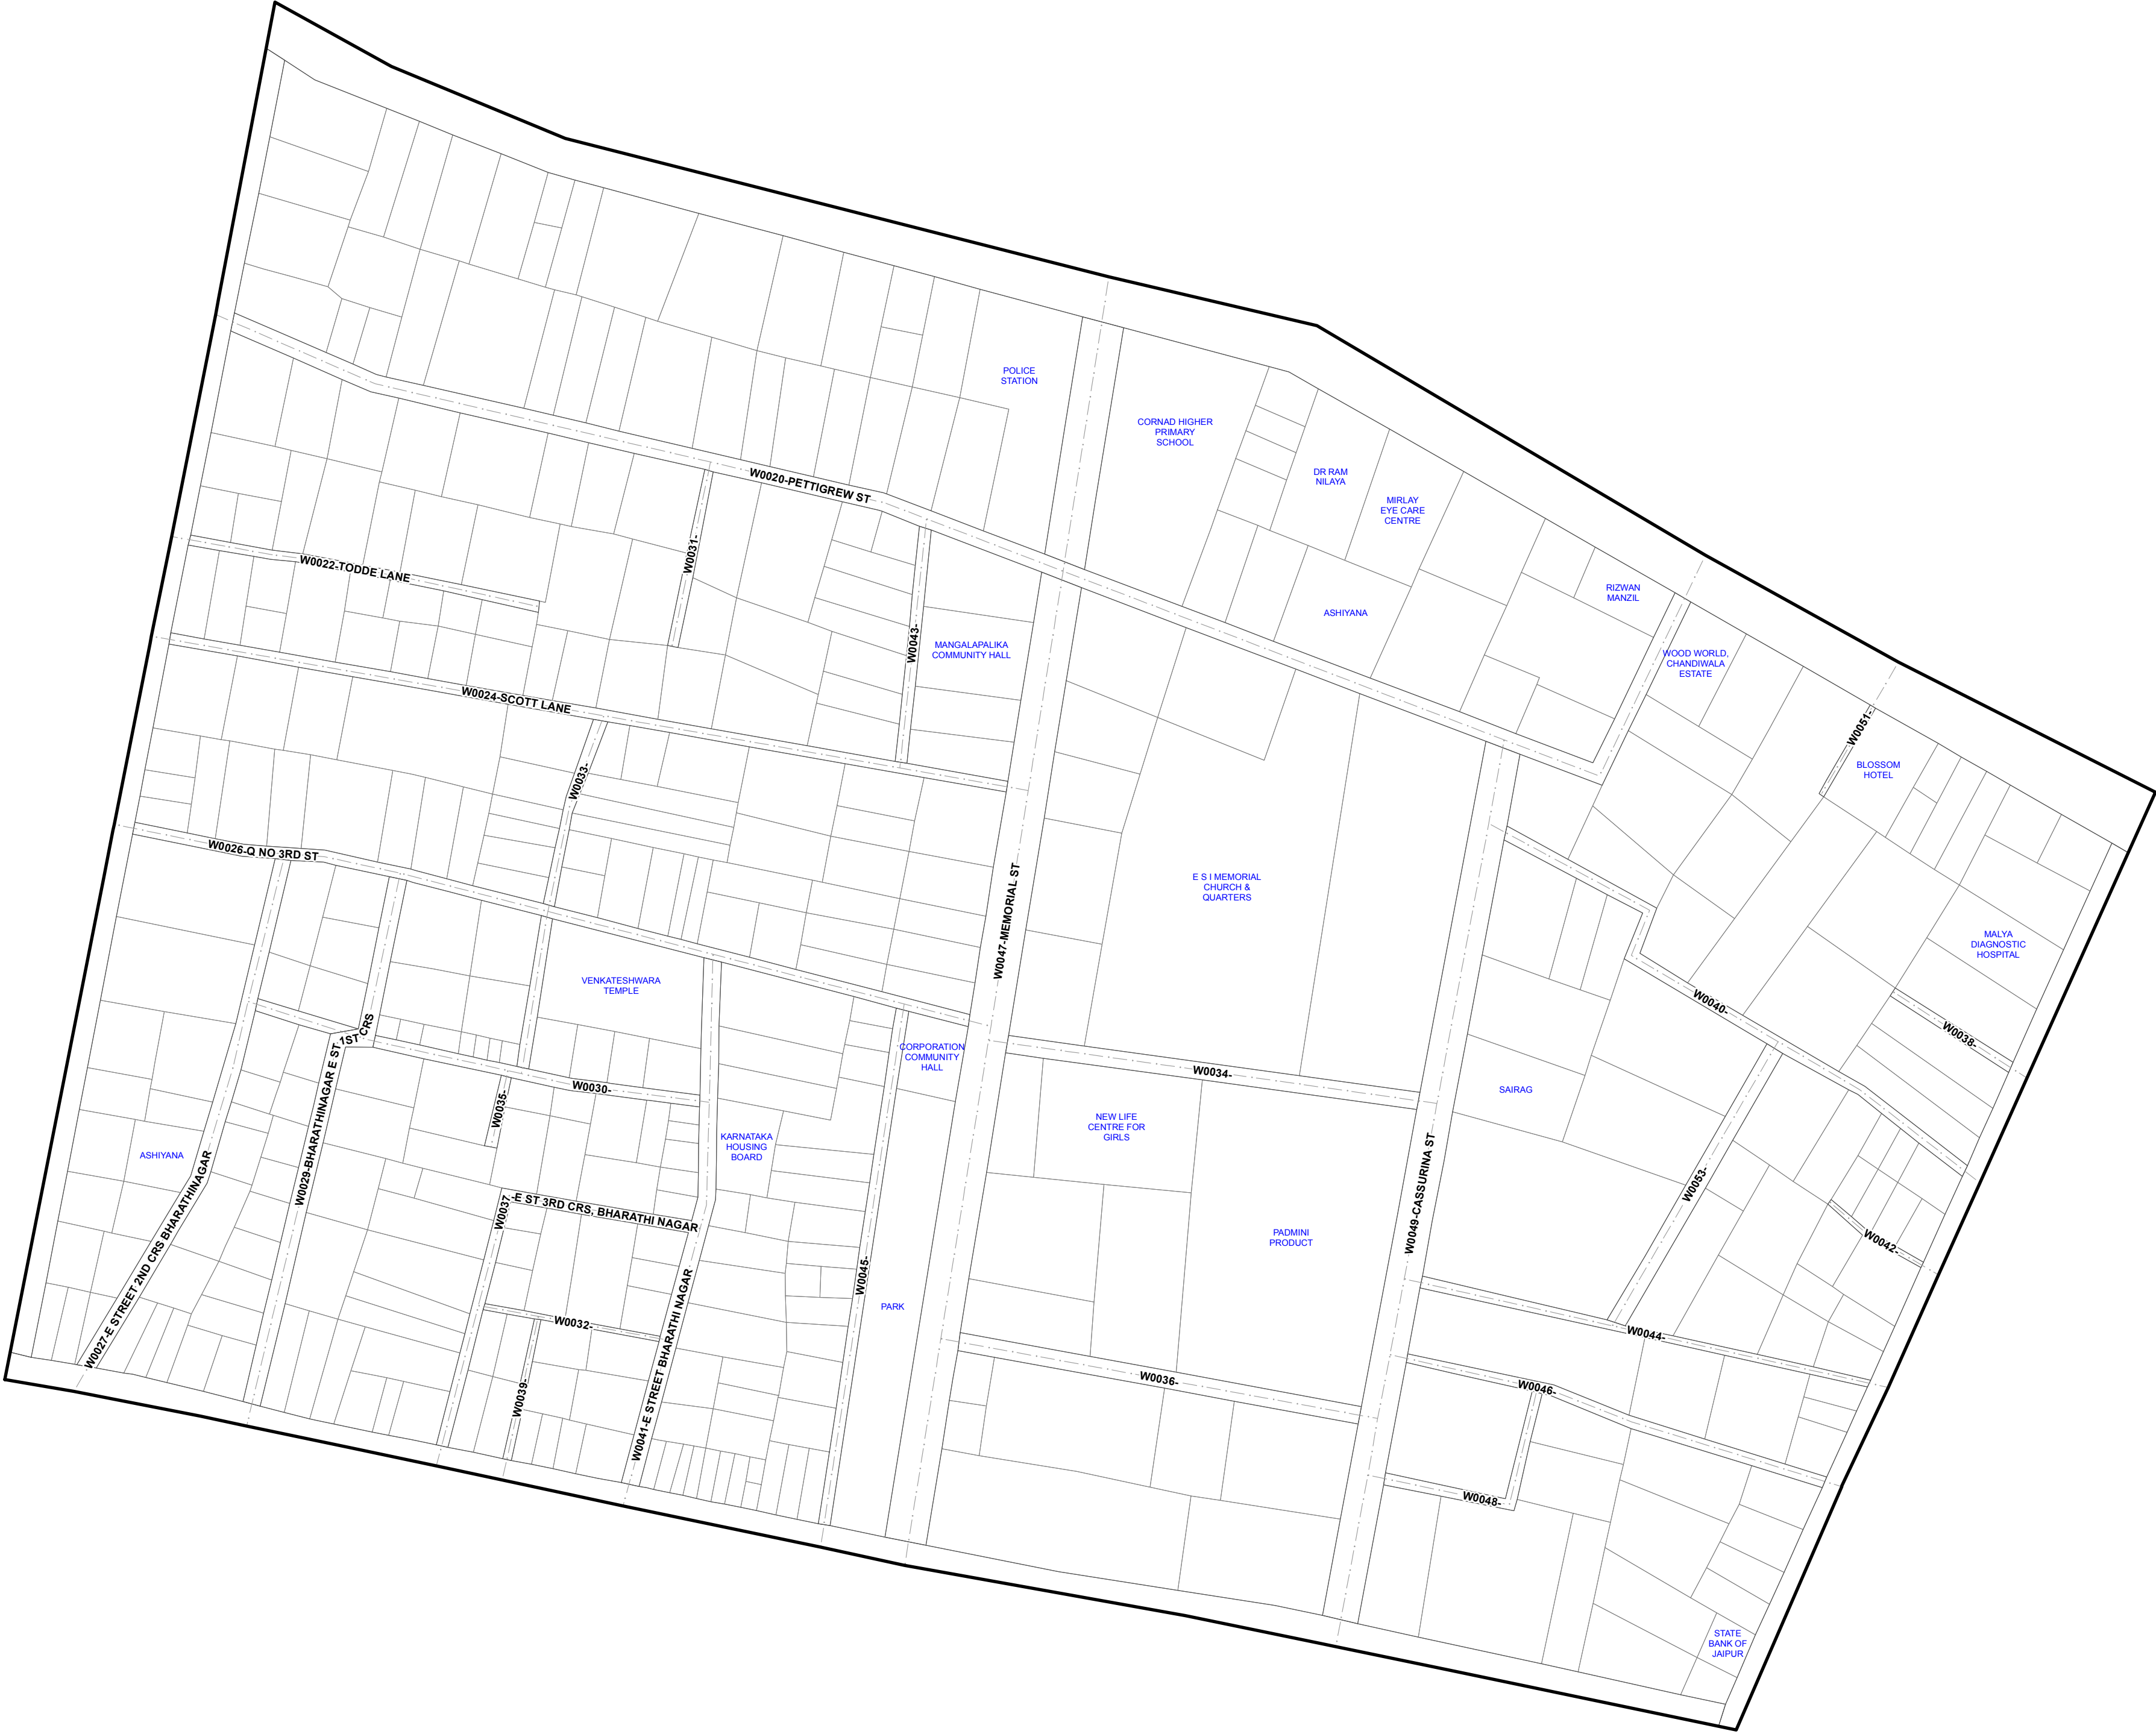 POLICE
STATION
CORNAD HIGHER
PRIMARY
SCHOOL
DR RAM
NILAYA
MIRLAY
EYE CARE
CENTRE
W0020-PETTIGREW ST
W0031-
W0022-TODDE LANE
RIZWAN
MANZIL
ASHIYANA
W0043-
MANGALAPALIKA
COMMUNITY HALL
WOOD WORLD,
CHANDIWALA
ESTATE
W0024-SCOTT LANE
W0051-
BLOSSOM
HOTEL
W0033-
W0026-Q NO 3RD ST
E S I MEMORIAL
CHURCH &
QUARTERS
W0047-MEMORIAL ST
MALYA
DIAGNOSTIC
HOSPITAL
VENKATESHWARA
TEMPLE
W0040-
W0038-
CORPORATION
COMMUNITY
HALL
W0029-BHARATHINAGAR E ST, 1ST CRS
W0030-
W0034-
W0035-
SAIRAG
NEW LIFE
CENTRE FOR
GIRLS
KARNATAKA
HOUSING
BOARD
ASHIYANA
W0027-E STREET 2ND CRS BHARATHINAGAR
W0053-
W0049-CASSURINA ST
W0037
-E ST 3RD CRS, BHARATHI NAGAR
PADMINI
PRODUCT
W0042-
W0045-
PARK
W0032-
W0044-
W0041-E STREET BHARATHI NAGAR
W0036-
W0046-
W0039-
W0048-
STATE
BANK OF
JAIPUR